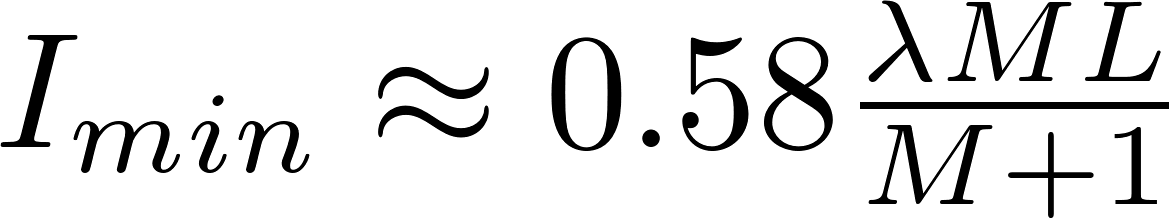 $I_{min} \approx 0.58 \frac{\lambda M L}{M+1}$